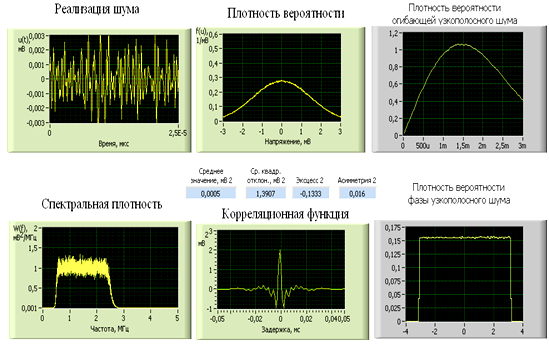 Реализация шума
u(t),
мВ
0,003
0,002
0,001
0
-0,001
-0,002
-0,003
0
2,5E-5
Время, мкс
Плотность вероятности
f(u),
1/мВ
0,6
0,5
0,4
0,3
0,2
0,1
0
-3 -2 -1 0 1 2 3
Напряжение, мВ
Плотность вероятности
огибающей узкополосного шума
1,2
1
0,8
0,6
0,4
0,2
0
0 500u 1m 1,5m 2m 2,5m 3m
Среднее
значение, мВ 2
0,0005
Ср. квадр.
отклон., мВ 2
1,3907
Эксцесс 2
-0,1333
Асимметрия 2
0,016
Спектральная плотность
W(f),
мВ²/МГц
2
1,5
1
0,5
0,001
0 1 2 3 4 5
Частота, МГц
Корреляционная функция
3
мВ
2
1
0
-1
-0,05 -0,02 0 0,02 0,04 0,05
Задержка, мс
Плотность вероятности
фазы узкополосного шума
0,175
0,15
0,125
0,1
0,075
0,05
0,025
0
-4 -2 0 2 4